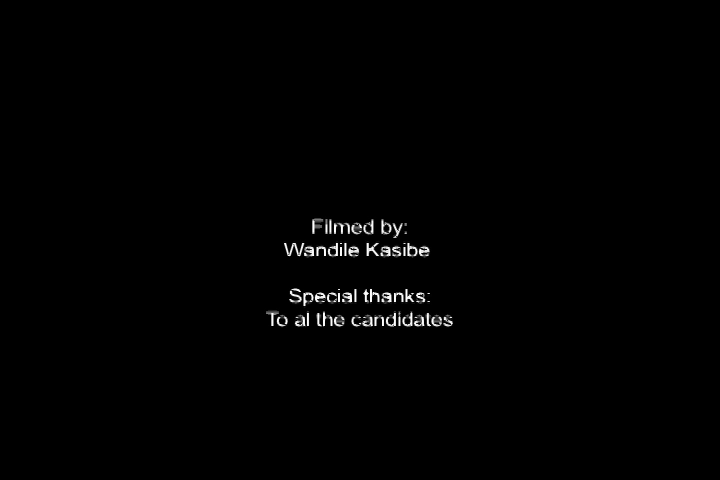 Filmed by:
Wandile Kasibe
Special thanks:
To al the candidates